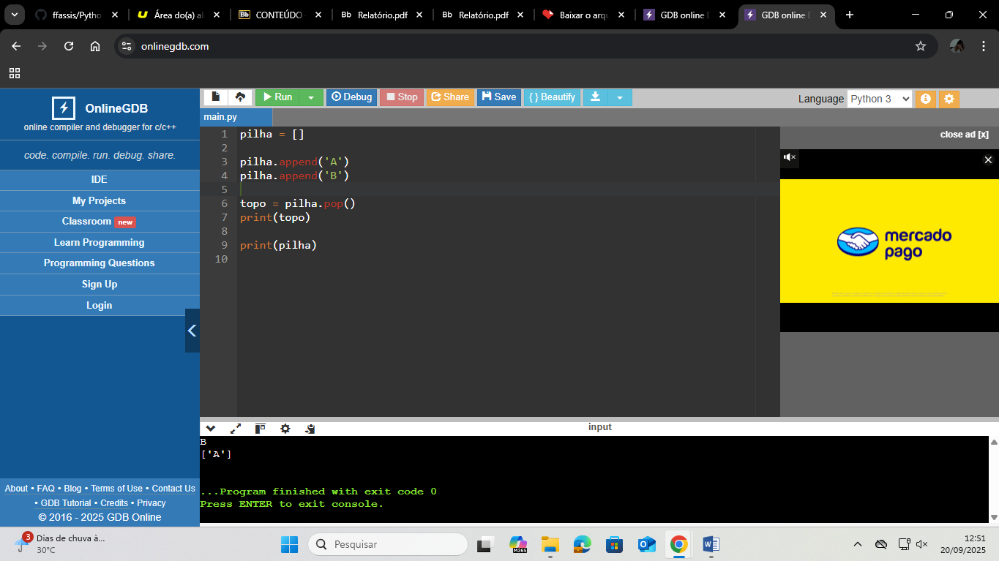 ffassis/Pytho
Área do(a) al
Bb CONTEÚDO
Bb Relatório.pdf
Bb Relatório.pdf
Baixar o arqu
GDB online D
GDB online D
onlinegdb.com
OnlineGDB
online compiler and debugger for c/c++
code. compile. run. debug. share.
IDE
My Projects
Classroom new
Learn Programming
Programming Questions
Sign Up
Login
About • FAQ • Blog • Terms of Use • Contact Us
• GDB Tutorial • Credits • Privacy
© 2016 - 2025 GDB Online
Run Debug Stop Share Save { } Beautify
Language Python 3
main.py
1 pilha = []
2
3 pilha.append('A')
4 pilha.append('B')
5
6 topo = pilha.pop()
7 print(topo)
8
9 print(pilha)
10
close ad [x]
mercado
pago
input
B
['A']
...Program finished with exit code 0
Press ENTER to exit console.
3
Dias de chuva à...
30°C
Pesquisar
M365
12:51
20/09/2025